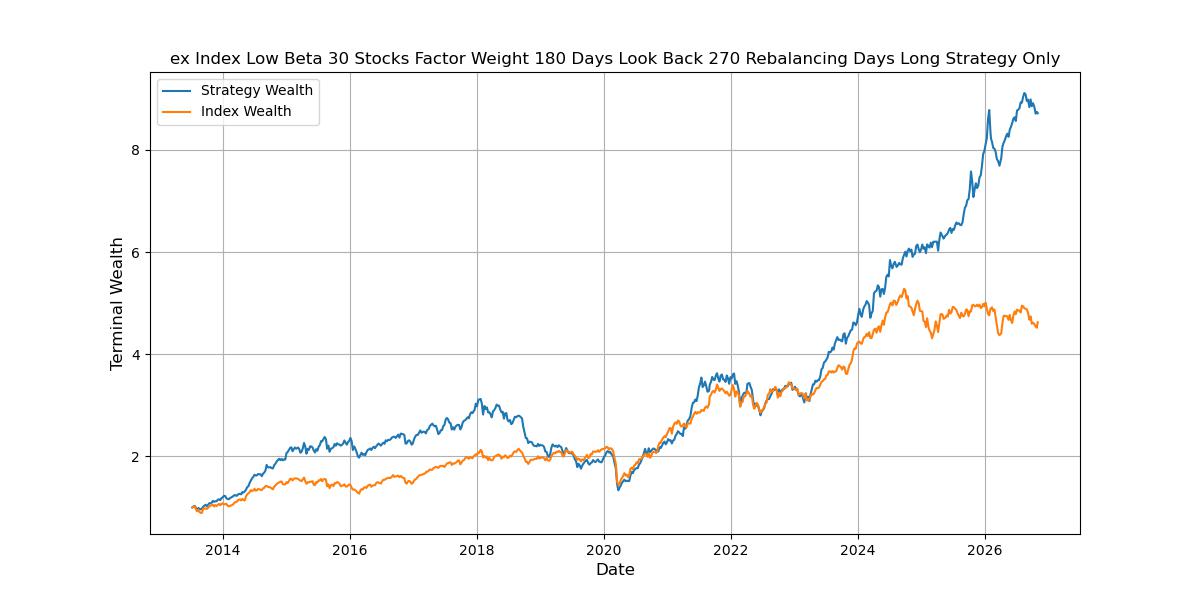 ex Index Low Beta 30 Stocks Factor Weight 180 Days Look Back 270 Rebalancing Days Long Strategy Only
Strategy Wealth
Index Wealth
Terminal Wealth
8
6
4
2
2014 2016 2018 2020 2022 2024 2026
Date